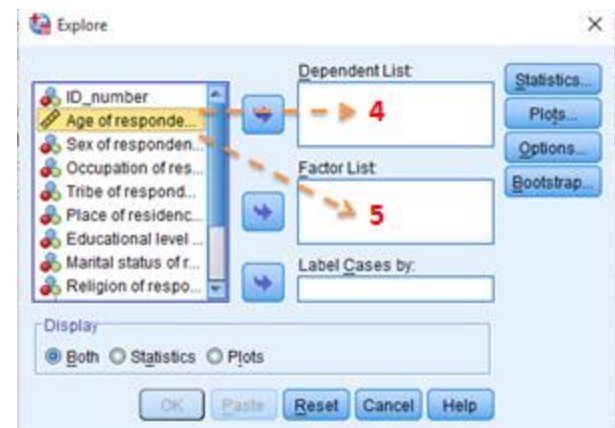 Explore
Dependent List:
ID_number
Age of responde...
Sex of responden...
Occupation of res...
Tribe of respond...
Place of residenc...
Educational level ...
Marital status of r...
Religion of respo...
4
Factor List:
5
Label Cases by:
Statistics...
Plots...
Options...
Bootstrap...
Display
Both Statistics Plots
OK Paste Reset Cancel Help